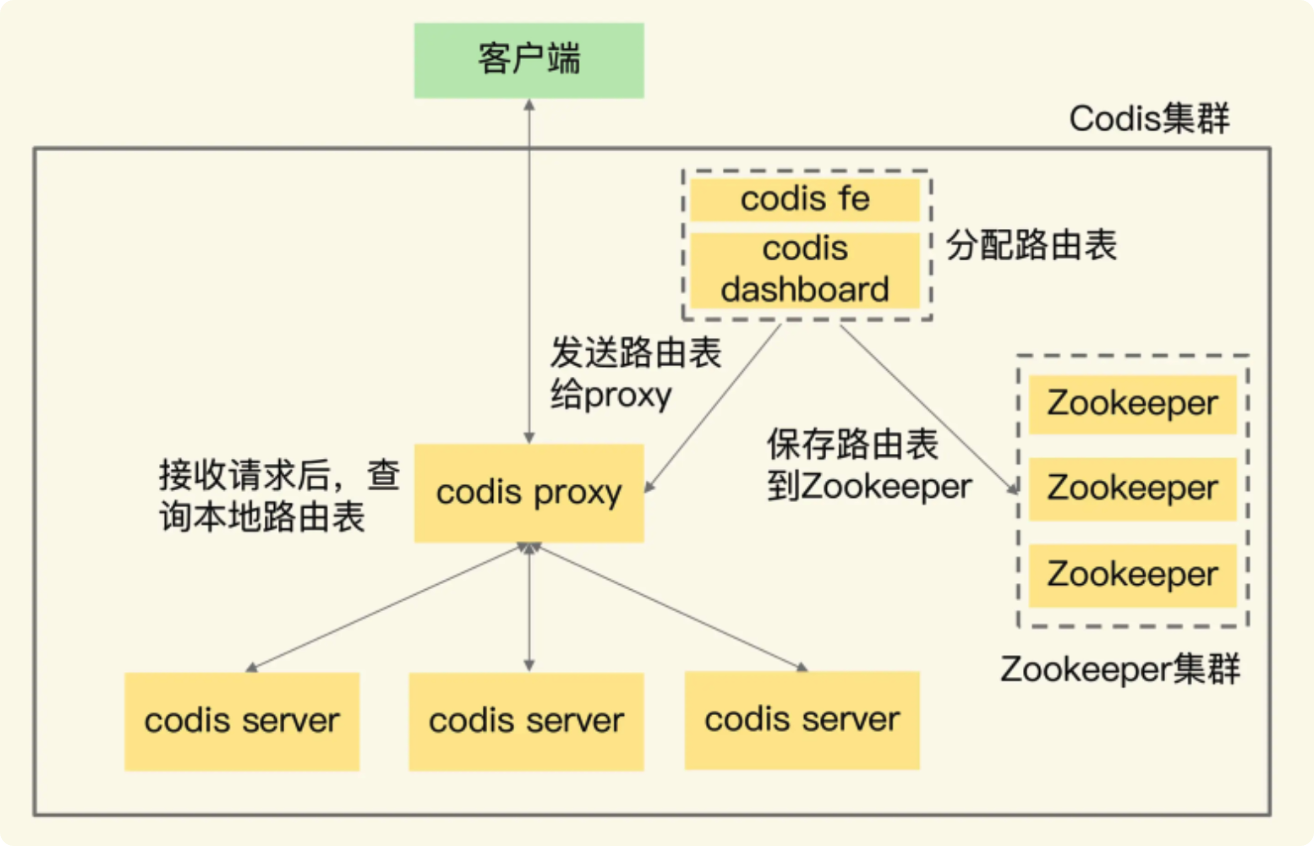 客户端
Codis集群
codis fe
codis
dashboard
分配路由表
发送路由表
给proxy
Zookeeper
保存路由表
到Zookeeper
接收请求后，查
询本地路由表
codis proxy
Zookeeper
Zookeeper
Zookeeper集群
codis server
codis server
codis server